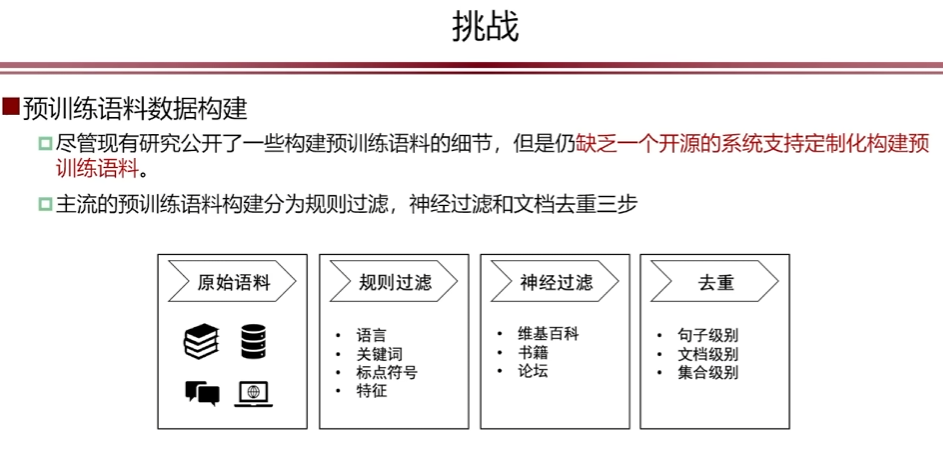 挑战
预训练语料数据构建
尽管现有研究公开了一些构建预训练语料的细节，但是仍缺乏一个开源的系统支持定制化构建预
训练语料。
主流的预训练语料构建分为规则过滤，神经过滤和文档去重三步
原始语料
规则过滤
• 语言
• 关键词
• 标点符号
• 特征
神经过滤
• 维基百科
• 书籍
• 论坛
去重
• 句子级别
• 文档级别
• 集合级别